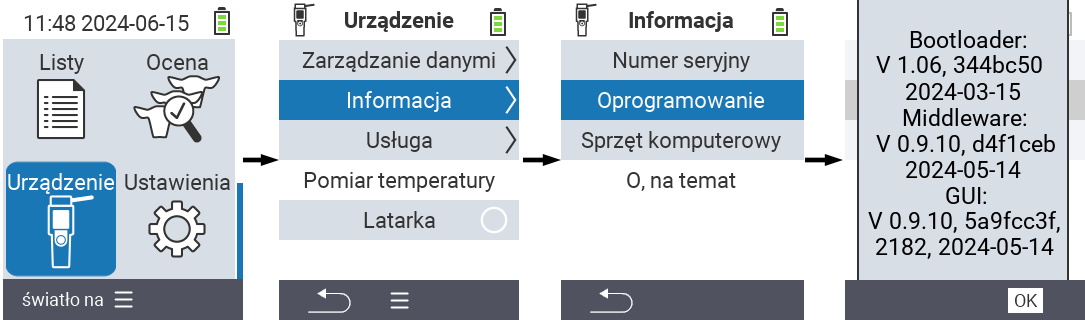 11:48 2024-06-15
Listy
Ocena
Urządzenie
Ustawienia
światło na
Urządzenie
Zarządzanie danymi
Informacja
Usługa
Pomiar temperatury
Latarka
Informacja
Numer seryjny
Oprogramowanie
Sprzęt komputerowy
O, na temat
Bootloader:
V 1.06, 344bc50
2024-03-15
Middleware:
V 0.9.10, d4f1ceb
2024-05-14
GUI:
V 0.9.10, 5a9fcc3f,
2182, 2024-05-14
OK